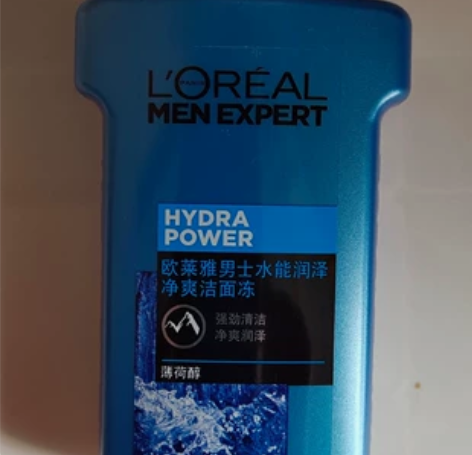 L'ORÉAL
PARIS
MEN EXPERT
HYDRA
POWER
欧莱雅男士水能润泽
净爽洁面冻
强劲清洁
净爽润泽
薄荷醇